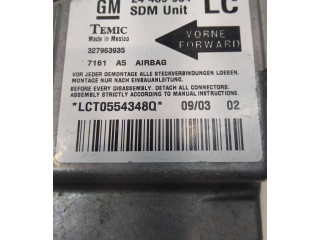 GM SDM Unit LC
TEMIC
Made in Mexico
327963935
VORNE
FORWARD
7161 A5 AIRBAG
VOR JEDER DEMONTAGE ALLE STECKVERBINDUNGEN LOESEN.
MONTAGE NUR NACH EINBAUANLEITUNG.
BEFORE EVERY DISASSEMBLY, DETACH ALL CONNECTORS.
ASSEMBLY STRICTLY ACCORDING TO MANUAL INSTRUCTIONS
*LCT0554348Q* 09/03 02